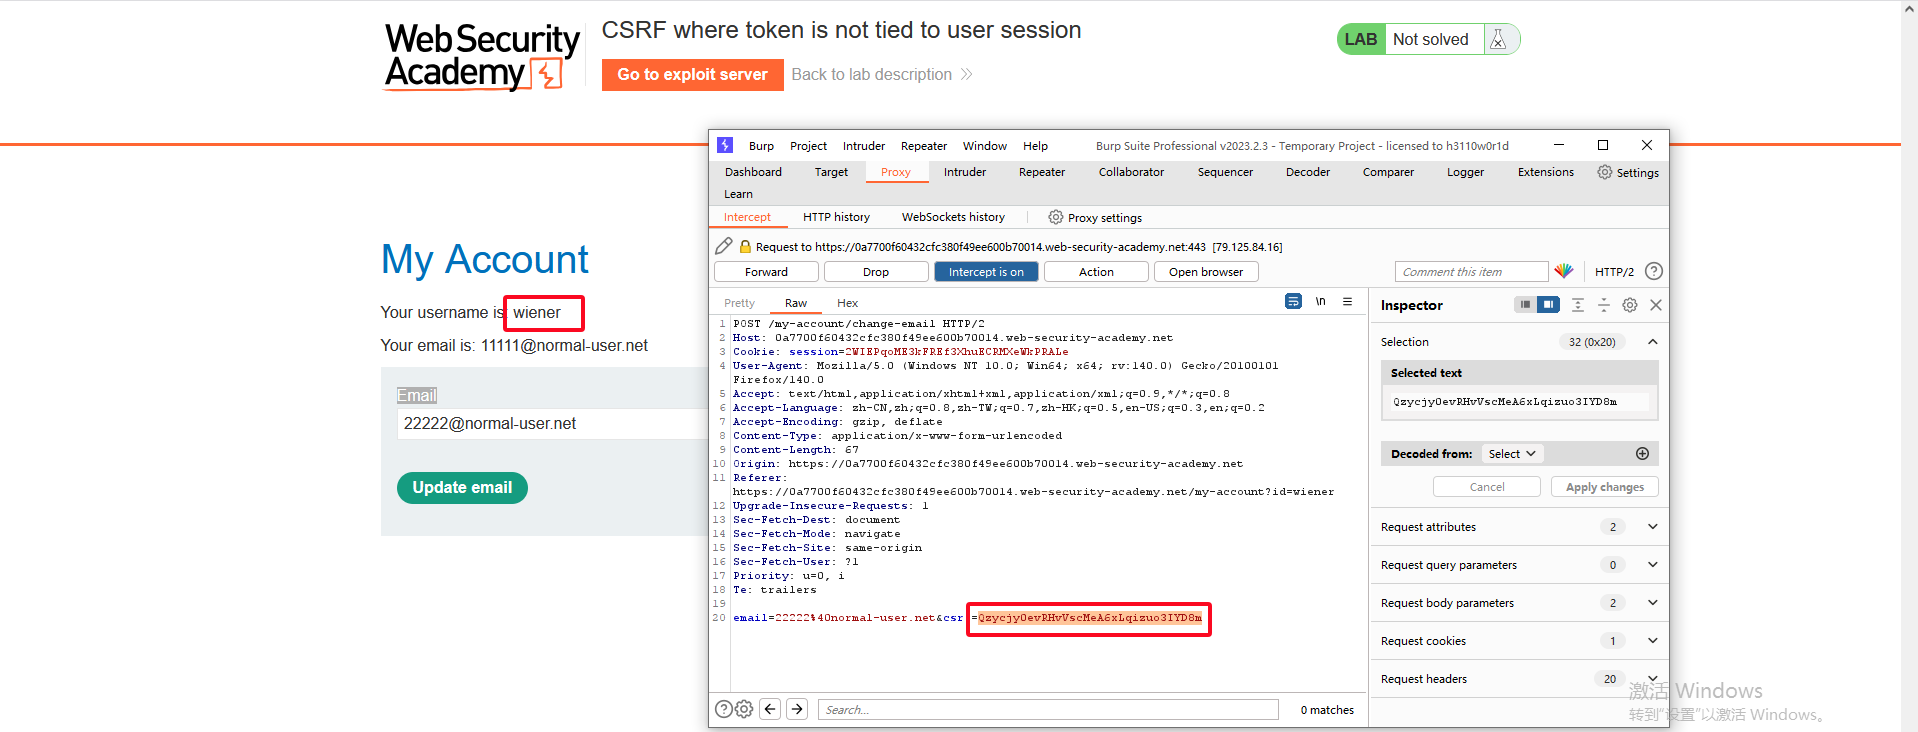 Web Security
Academy
CSRF where token is not tied to user session
Go to exploit server
Back to lab description
LAB Not solved
My Account
Your username is: wiener
Your email is: 11111@normal-user.net
Email
22222@normal-user.net
Update email
Burp Project Intruder Repeater Window Help
Burp Suite Professional v2023.2.3 - Temporary Project - licensed to h3110w0r1d
Dashboard Target Proxy Intruder Repeater Collaborator Sequencer Decoder Comparer Logger Extensions Settings
Learn
Intercept HTTP history WebSockets history Proxy settings
Request to https://0a7700f60432cfc380f49ee600b70014.web-security-academy.net:443 [79.125.84.16]
Forward Drop Intercept is on Action Open browser Comment this item HTTP/2
Pretty Raw Hex \n
1 POST /my-account/change-email HTTP/2
2 Host: 0a7700f60432cfc380f49ee600b70014.web-security-academy.net
3 Cookie: session=2WIEPqoME3kFREf3XhuECRMXeWkPRALe
4 User-Agent: Mozilla/5.0 (Windows NT 10.0; Win64; x64; rv:140.0) Gecko/20100101
Firefox/140.0
5 Accept: text/html,application/xhtml+xml,application/xml;q=0.9,*/*;q=0.8
6 Accept-Language: zh-CN,zh;q=0.8,zh-TW;q=0.7,zh-HK;q=0.5,en-US;q=0.3,en;q=0.2
7 Accept-Encoding: gzip, deflate
8 Content-Type: application/x-www-form-urlencoded
9 Content-Length: 67
10 Origin: https://0a7700f60432cfc380f49ee600b70014.web-security-academy.net
11 Referer:
https://0a7700f60432cfc380f49ee600b70014.web-security-academy.net/my-account?id=wiener
12 Upgrade-Insecure-Requests: 1
13 Sec-Fetch-Dest: document
14 Sec-Fetch-Mode: navigate
15 Sec-Fetch-Site: same-origin
16 Sec-Fetch-User: ?1
17 Priority: u=0, i
18 Te: trailers
19
20 email=22222%40normal-user.net&csrf=QzycjyOevRHvVscMeA6xLqizuo3IYD8m
Search...
0 matches
Inspector
Selection 32 (0x20)
Selected text
QzycjyOevRHvVscMeA6xLqizuo3IYD8m
Decoded from: Select
Cancel Apply changes
Request attributes 2
Request query parameters 0
Request body parameters 2
Request cookies 1
Request headers 20
激活 Windows
转到“设置”以激活 Windows。